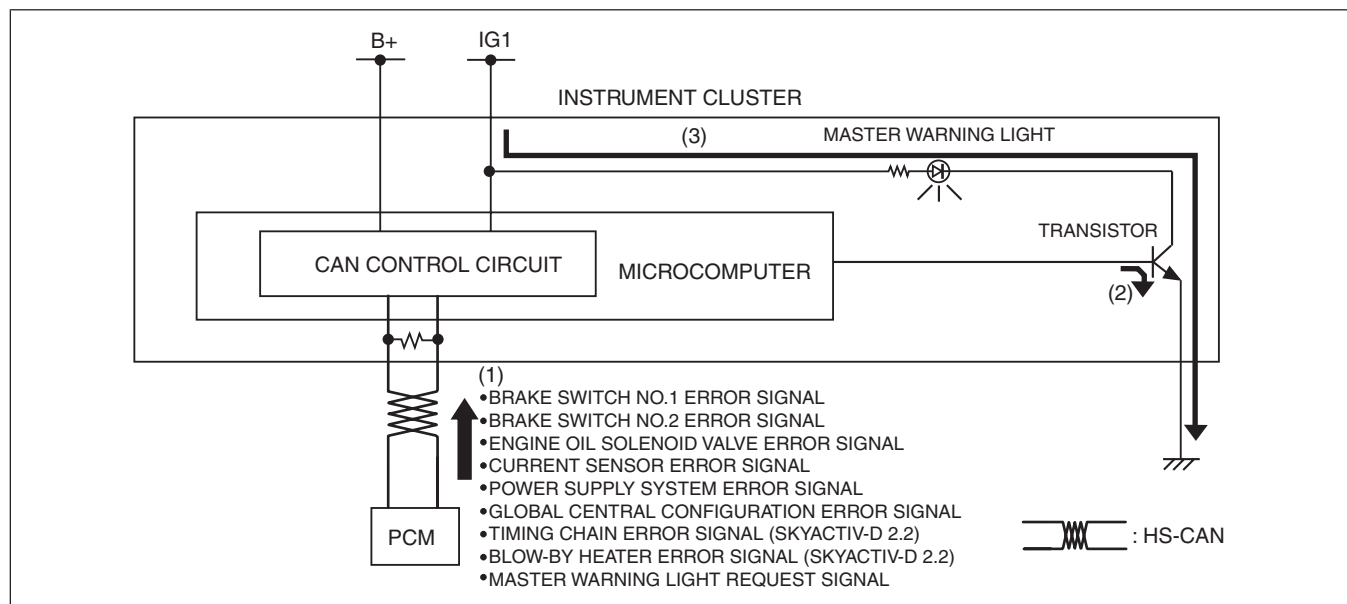 B+
IG1
INSTRUMENT CLUSTER
(3)
MASTER WARNING LIGHT
TRANSISTOR
CAN CONTROL CIRCUIT
MICROCOMPUTER
(2)
(1)
•BRAKE SWITCH NO.1 ERROR SIGNAL
•BRAKE SWITCH NO.2 ERROR SIGNAL
•ENGINE OIL SOLENOID VALVE ERROR SIGNAL
•CURRENT SENSOR ERROR SIGNAL
•POWER SUPPLY SYSTEM ERROR SIGNAL
•GLOBAL CENTRAL CONFIGURATION ERROR SIGNAL
•TIMING CHAIN ERROR SIGNAL (SKYACTIV-D 2.2)
•BLOW-BY HEATER ERROR SIGNAL (SKYACTIV-D 2.2)
•MASTER WARNING LIGHT REQUEST SIGNAL
PCM
: HS-CAN